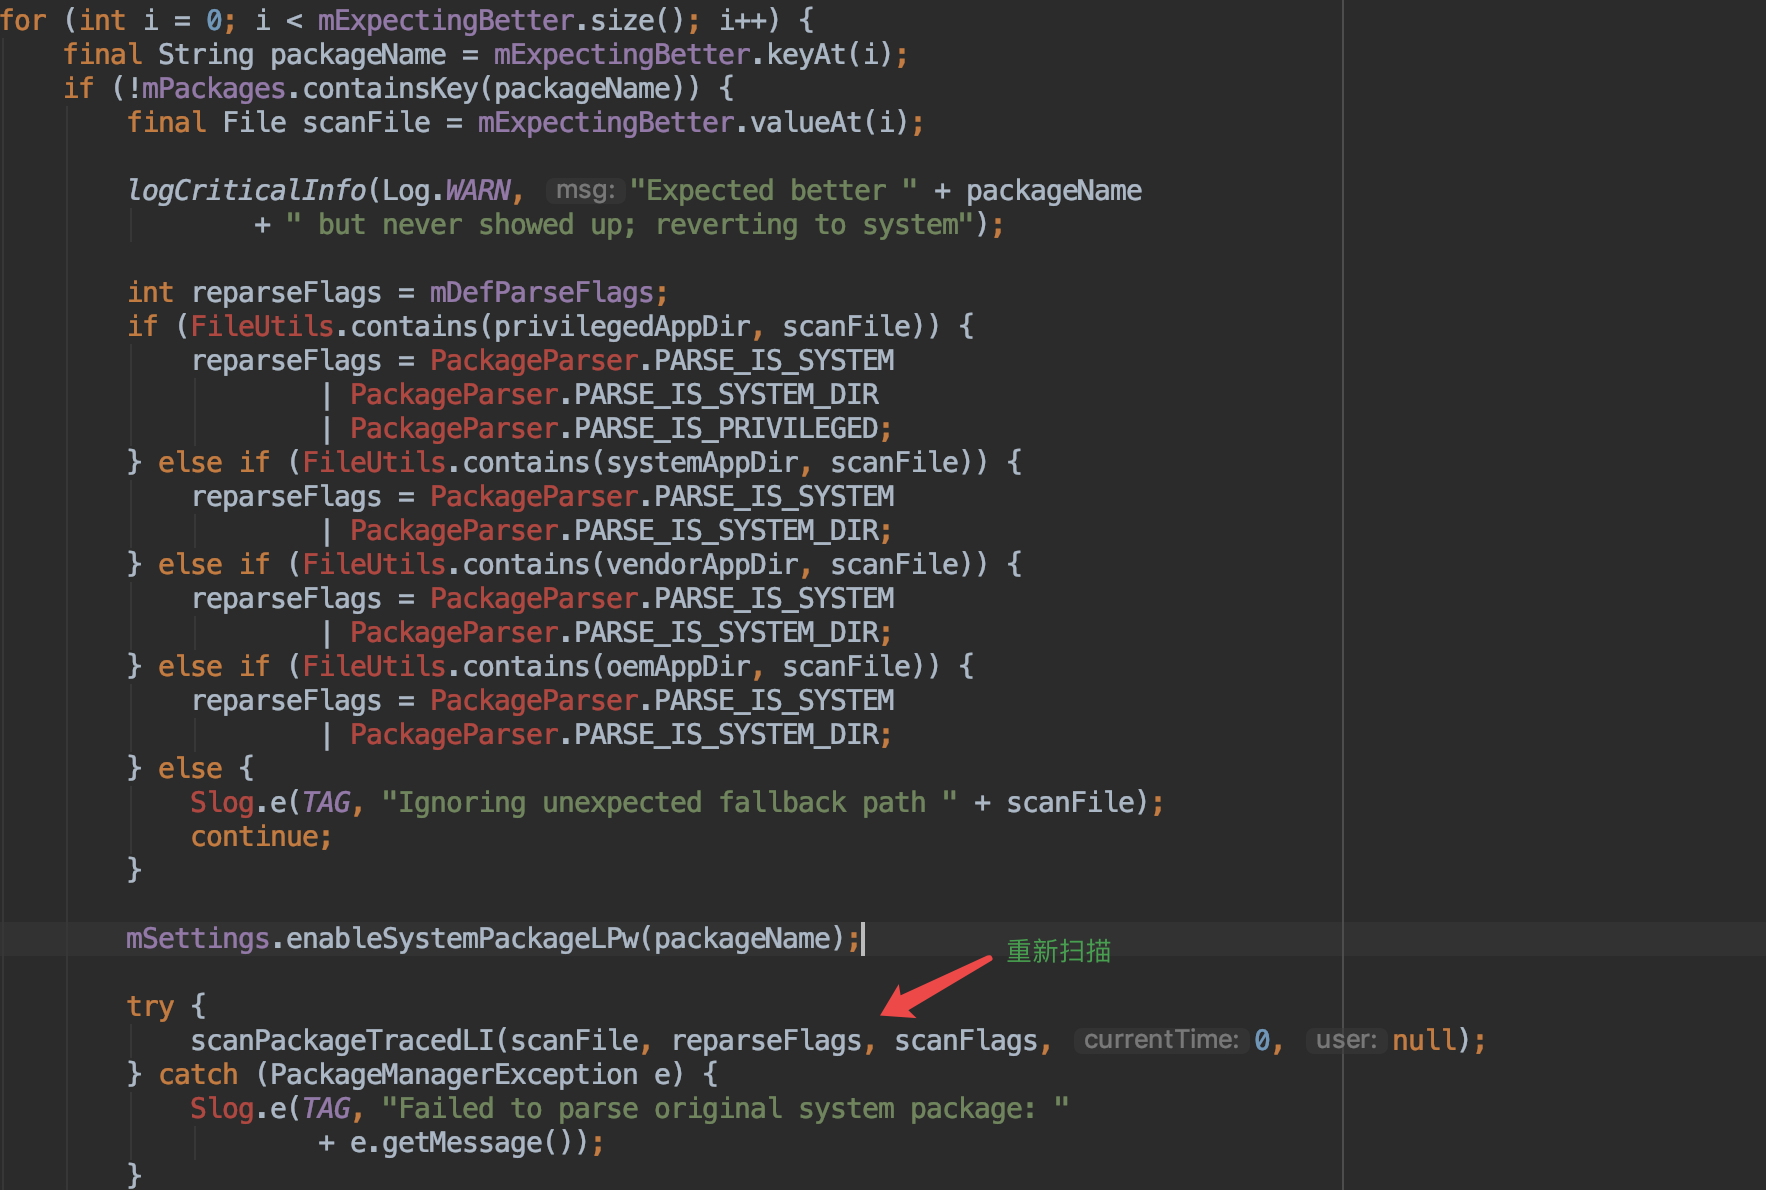 for (int i = 0; i < mExpectingBetter.size(); i++) {
    final String packageName = mExpectingBetter.keyAt(i);
    if (!mPackages.containsKey(packageName)) {
        final File scanFile = mExpectingBetter.valueAt(i);

        logCriticalInfo(Log.WARN, msg: "Expected better " + packageName
                + " but never showed up; reverting to system");

        int reparseFlags = mDefParseFlags;
        if (FileUtils.contains(privilegedAppDir, scanFile)) {
            reparseFlags = PackageParser.PARSE_IS_SYSTEM
                    | PackageParser.PARSE_IS_SYSTEM_DIR
                    | PackageParser.PARSE_IS_PRIVILEGED;
        } else if (FileUtils.contains(systemAppDir, scanFile)) {
            reparseFlags = PackageParser.PARSE_IS_SYSTEM
                    | PackageParser.PARSE_IS_SYSTEM_DIR;
        } else if (FileUtils.contains(vendorAppDir, scanFile)) {
            reparseFlags = PackageParser.PARSE_IS_SYSTEM
                    | PackageParser.PARSE_IS_SYSTEM_DIR;
        } else if (FileUtils.contains(oemAppDir, scanFile)) {
            reparseFlags = PackageParser.PARSE_IS_SYSTEM
                    | PackageParser.PARSE_IS_SYSTEM_DIR;
        } else {
            Slog.e(TAG, "Ignoring unexpected fallback path " + scanFile);
            continue;
        }

        mSettings.enableSystemPackageLPw(packageName);
重新扫描
        try {
            scanPackageTracedLI(scanFile, reparseFlags, scanFlags, currentTime: 0, user: null);
        } catch (PackageManagerException e) {
            Slog.e(TAG, "Failed to parse original system package: "
                    + e.getMessage());
        }